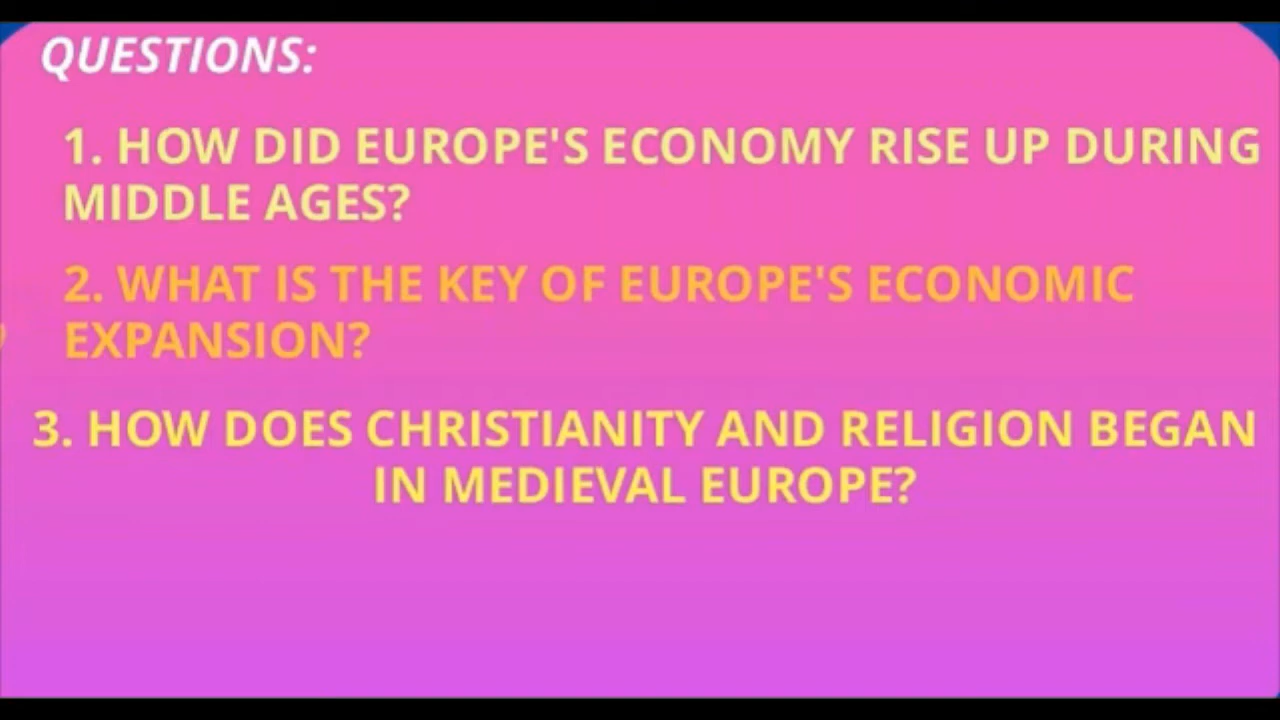 QUESTIONS:
1. HOW DID EUROPE'S ECONOMY RISE UP DURING
MIDDLE AGES?
2. WHAT IS THE KEY OF EUROPE'S ECONOMIC
EXPANSION?
3. HOW DOES CHRISTIANITY AND RELIGION BEGAN
IN MEDIEVAL EUROPE?